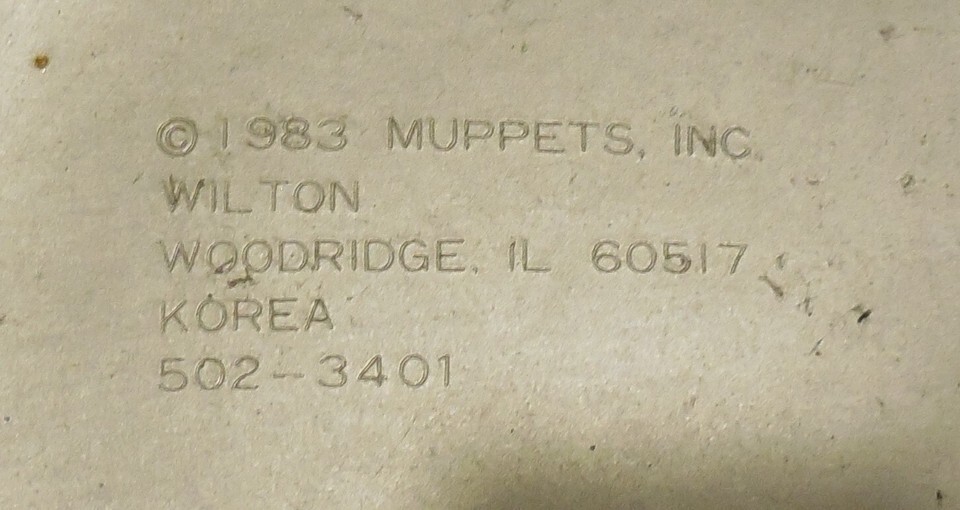 © 1983 MUPPETS, INC.
WILTON
WOODRIDGE, IL 60517
KOREA
502-3401